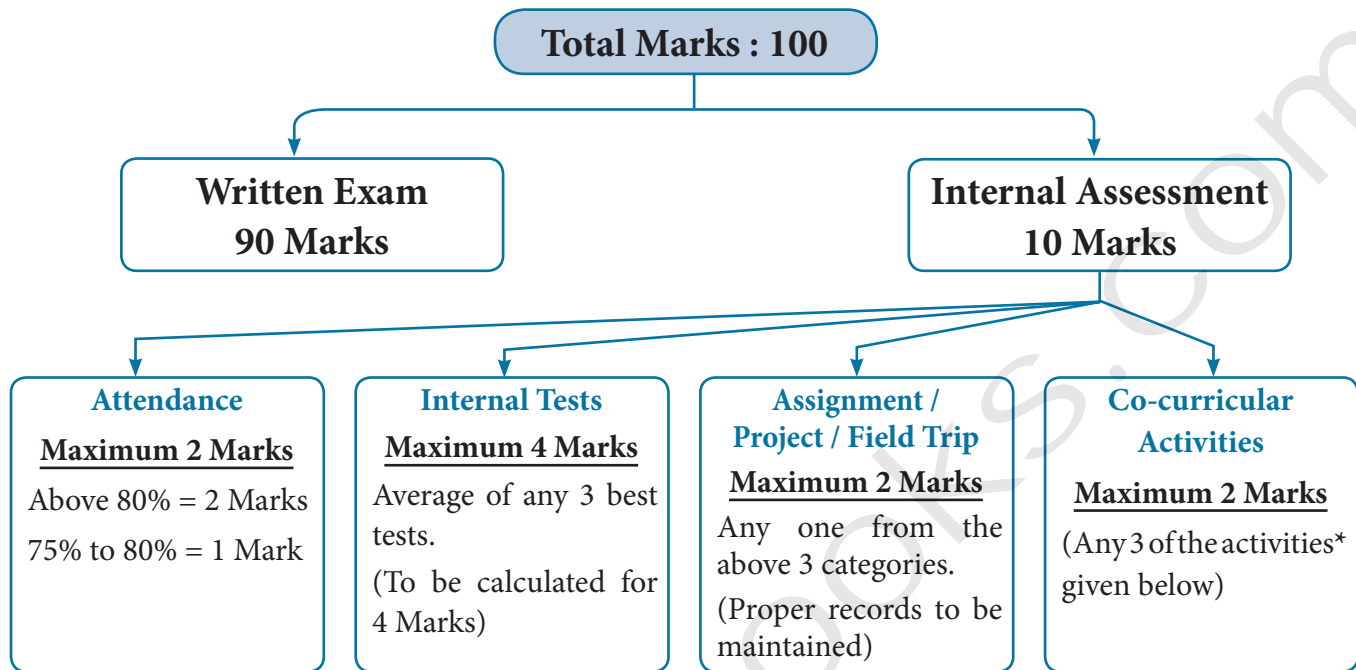 Total Marks : 100
Written Exam
90 Marks
Internal Assessment
10 Marks
Attendance
Maximum 2 Marks
Above 80% = 2 Marks
75% to 80% = 1 Mark
Internal Tests
Maximum 4 Marks
Average of any 3 best
tests.
(To be calculated for
4 Marks)
Assignment /
Project / Field Trip
Maximum 2 Marks
Any one from the
above 3 categories.
(Proper records to be
maintained)
Co-curricular
Activities
Maximum 2 Marks
(Any 3 of the activities*
given below)
ooks.com